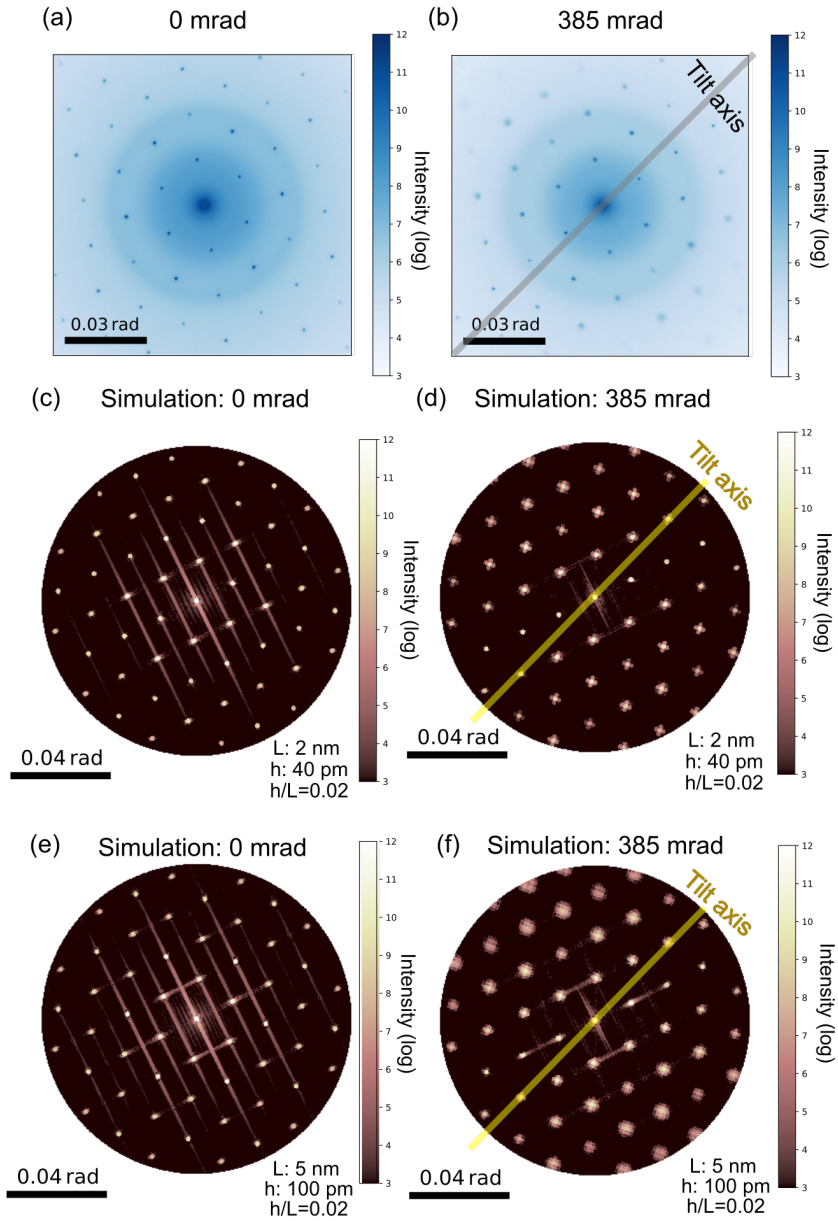 (a)
0 mrad
(b)
385 mrad
Tilt axis
0.03 rad
12
11
10
9
8
7
6
5
4
3
Intensity (log)
0.03 rad
12
11
10
9
8
7
6
5
4
3
Intensity (log)
(c)
Simulation: 0 mrad
(d)
Simulation: 385 mrad
Tilt axis
12
11
10
9
8
7
6
5
4
3
Intensity (log)
0.04 rad
L: 2 nm
h: 40 pm
h/L=0.02
12
11
10
9
8
7
6
5
4
3
Intensity (log)
0.04 rad
L: 2 nm
h: 40 pm
h/L=0.02
(e)
Simulation: 0 mrad
(f)
Simulation: 385 mrad
Tilt axis
12
11
10
9
8
7
6
5
4
3
Intensity (log)
0.04 rad
L: 5 nm
h: 100 pm
h/L=0.02
12
11
10
9
8
7
6
5
4
3
Intensity (log)
0.04 rad
L: 5 nm
h: 100 pm
h/L=0.02